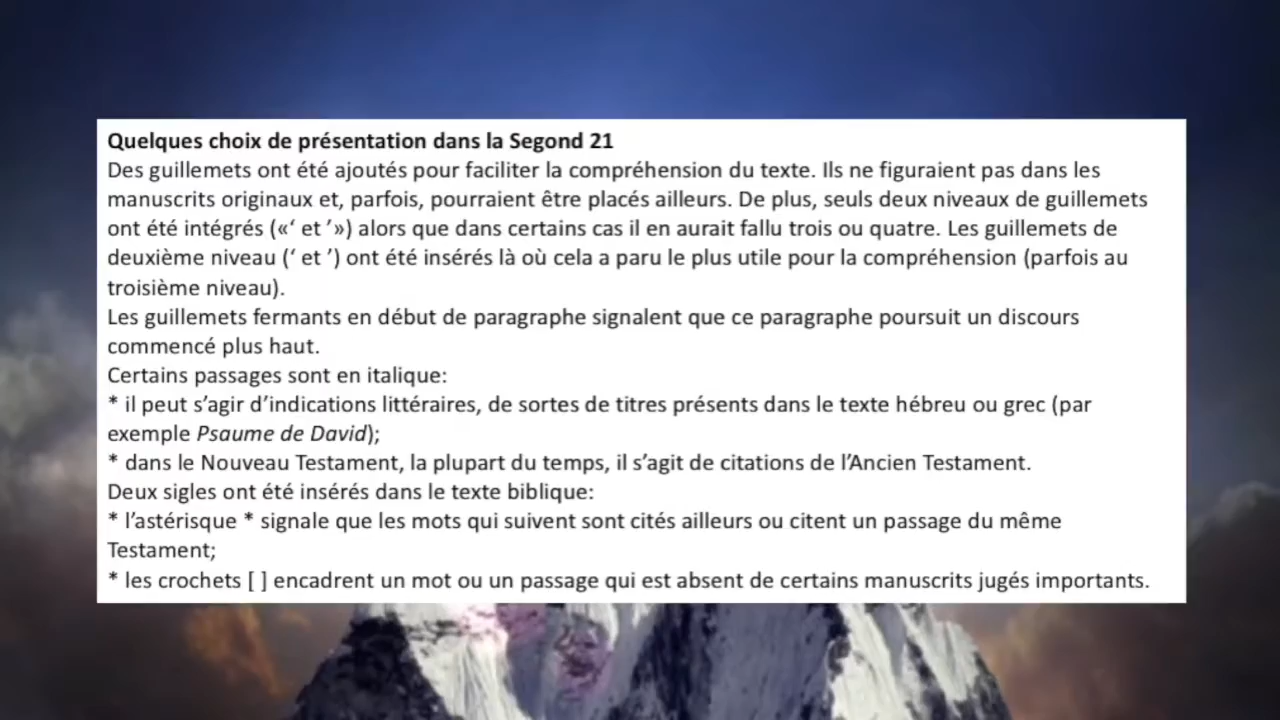 Quelques choix de présentation dans la Segond 21
Des guillemets ont été ajoutés pour faciliter la compréhension du texte. Ils ne figuraient pas dans les
manuscrits originaux et, parfois, pourraient être placés ailleurs. De plus, seuls deux niveaux de guillemets
ont été intégrés («‘ et ’») alors que dans certains cas il en aurait fallu trois ou quatre. Les guillemets de
deuxième niveau (‘ et ’) ont été insérés là où cela a paru le plus utile pour la compréhension (parfois au
troisième niveau).
Les guillemets fermants en début de paragraphe signalent que ce paragraphe poursuit un discours
commencé plus haut.
Certains passages sont en italique:
* il peut s’agir d’indications littéraires, de sortes de titres présents dans le texte hébreu ou grec (par
exemple Psaume de David);
* dans le Nouveau Testament, la plupart du temps, il s’agit de citations de l’Ancien Testament.
Deux sigles ont été insérés dans le texte biblique:
* l’astérisque * signale que les mots qui suivent sont cités ailleurs ou citent un passage du même
Testament;
* les crochets [ ] encadrent un mot ou un passage qui est absent de certains manuscrits jugés importants.